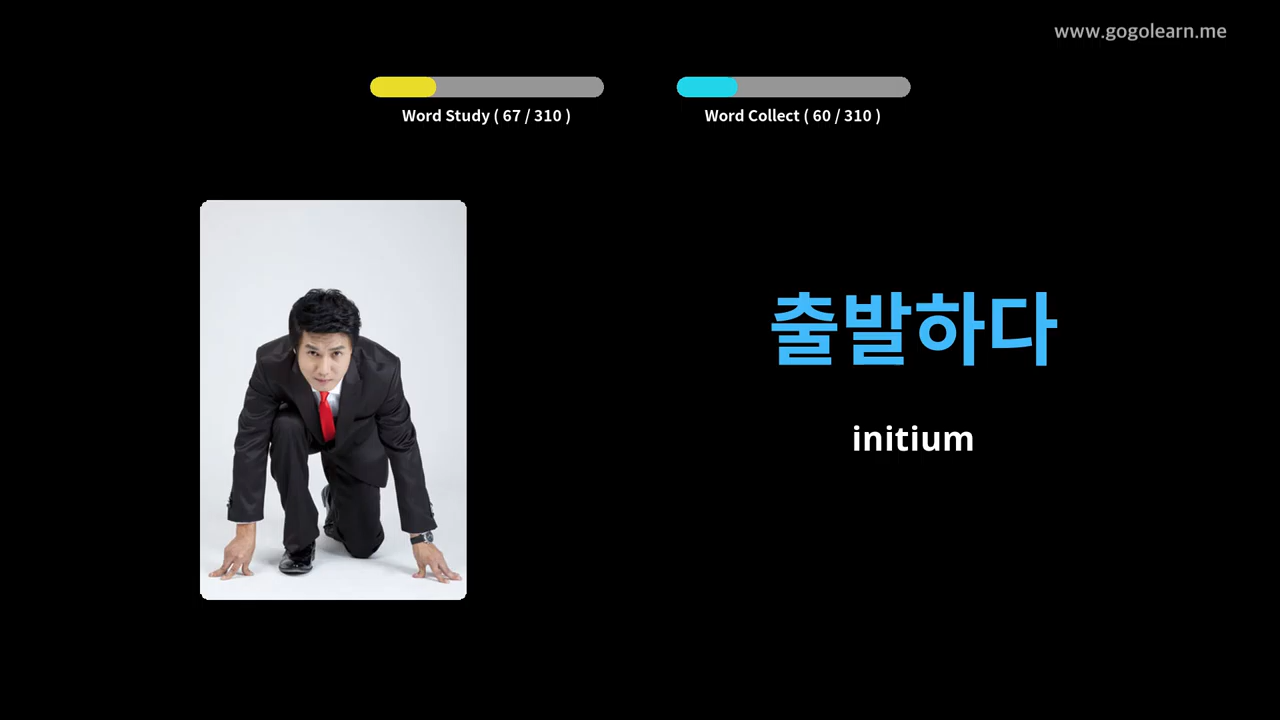 www.gogolearn.me
Word Study ( 67 / 310 )
Word Collect ( 60 / 310 )
출발하다
initium